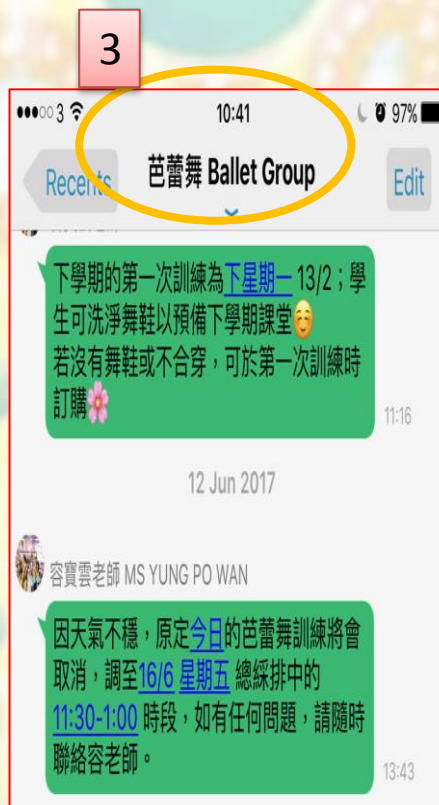 3
3 10:41 97%
Recents 芭蕾舞 Ballet Group Edit
下學期的第一次訓練為下星期一 13/2；學
生可洗淨舞鞋以預備下學期課堂☺️
若沒有舞鞋或不合穿，可於第一次訓練時
訂購🌸
11:16
12 Jun 2017
容寶雲老師 MS YUNG PO WAN
因天氣不穩，原定今日的芭蕾舞訓練將會
取消，調至16/6 星期五 總綵排中的
11:30-1:00 時段，如有任何問題，請隨時
聯絡容老師。
13:43